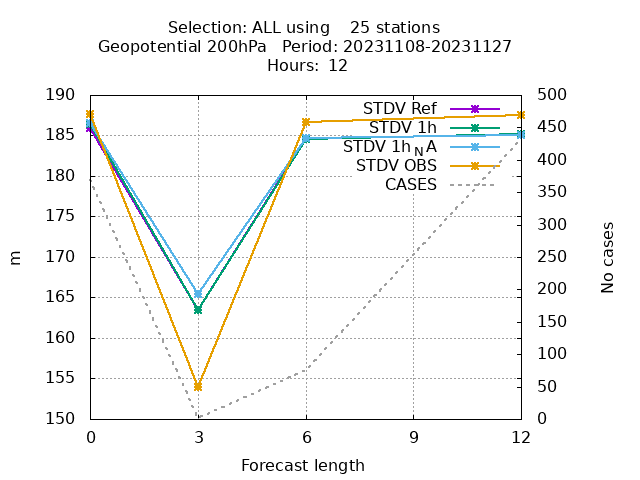 Selection: ALL using    25 stations
Geopotential 200hPa   Period: 20231108-20231127
Hours:  12
STDV Ref
STDV 1h
STDV 1h_NA
STDV OBS
CASES
190
185
180
175
170
165
160
155
150
500
450
400
350
300
250
200
150
100
50
0
m
No cases
0
3
6
9
12
Forecast length